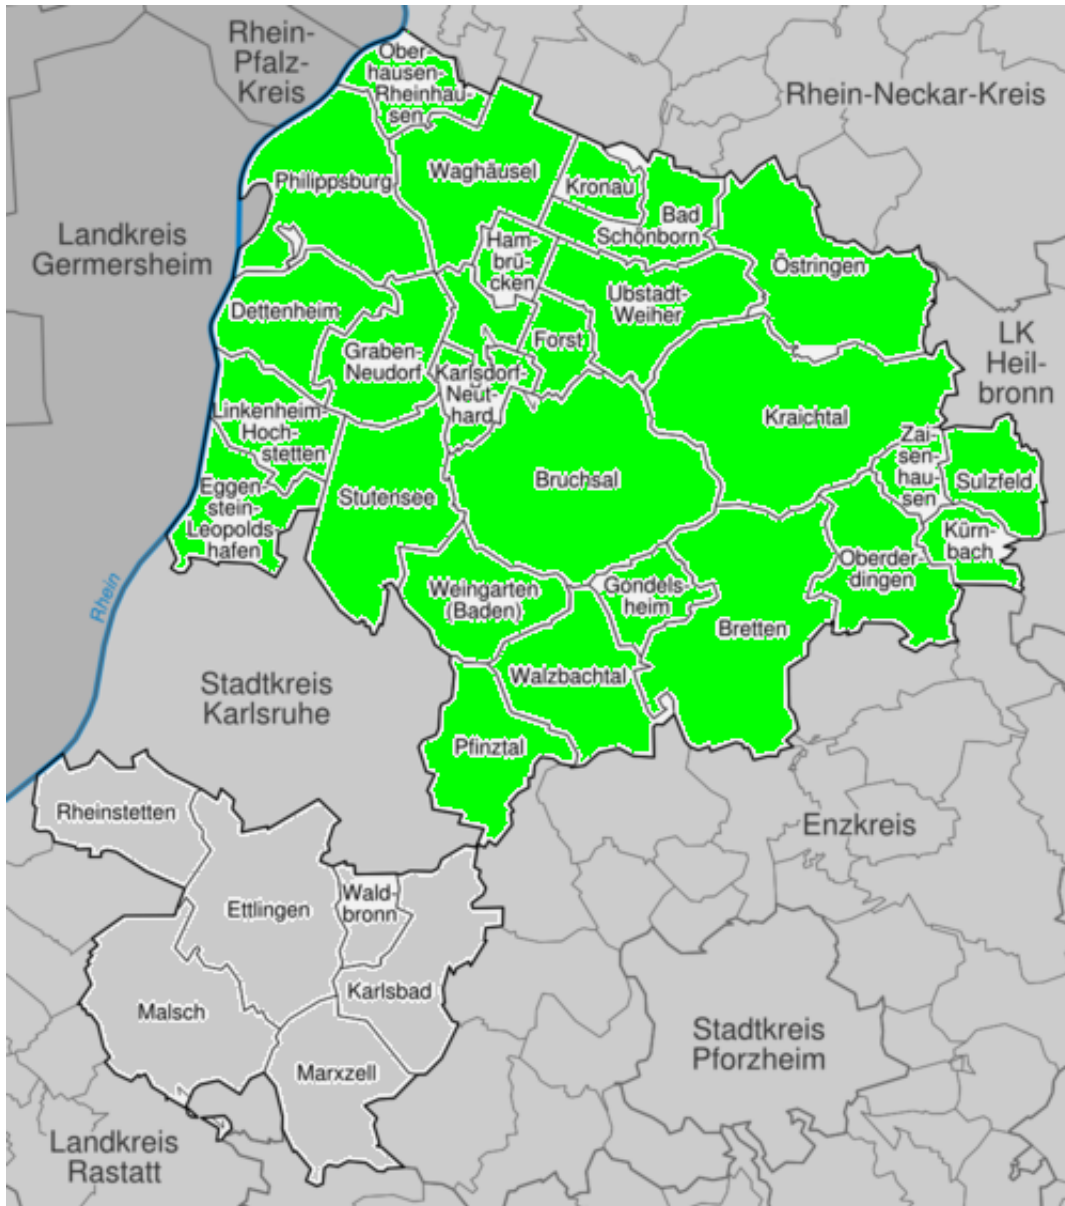 Rhein-
Pfalz-
Kreis
Ober-
hausen-
Rheinhau-
sen
Rhein-Neckar-Kreis
Philippsburg
Waghäusel
Kronau
Bad
Schönborn
Landkreis
Germersheim
Ham-
brü-
cken
Östringen
Ubstadt-
Weiher
Dettenheim
Forst
LK
Heil-
bronn
Graben-
Neudorf
Karlsdorf-
Neut-
hard
Linkenheim-
Hoch-
stetten
Kraichtal
Zai-
sen-
hau-
sen
Sulzfeld
Eggen-
stein-
Leopolds-
hafen
Stutensee
Bruchsal
Kürn-
bach
Oberder-
dingen
Weingarten
(Baden)
Gondels-
heim
Bretten
Rhein
Walzbachtal
Stadtkreis
Karlsruhe
Pfinztal
Rheinstetten
Enzkreis
Ettlingen
Wald-
bronn
Karlsbad
Malsch
Stadtkreis
Pforzheim
Marxzell
Landkreis
Rastatt